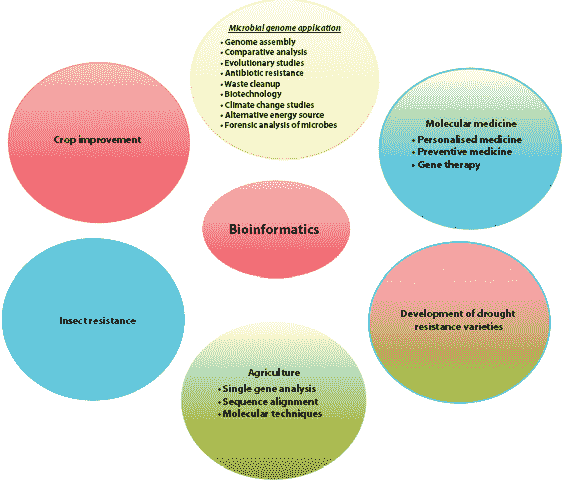 Microbial genome application
• Genome assembly
• Comparative analysis
• Evolutionary studies
• Antibiotic resistance
• Waste cleanup
• Biotechnology
• Climate change studies
• Alternative energy source
• Forensic analysis of microbes
Crop improvement
Molecular medicine
• Personalised medicine
• Preventive medicine
• Gene therapy
Bioinformatics
Insect resistance
Development of drought
resistance varieties
Agriculture
• Single gene analysis
• Sequence alignment
• Molecular techniques